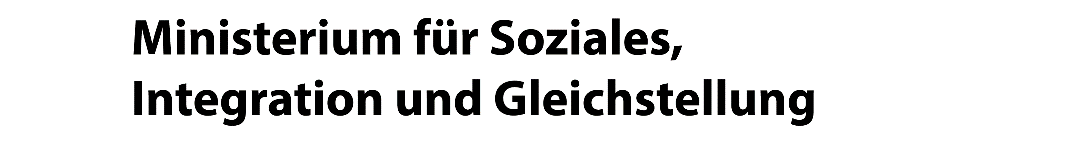 Ministerium für Soziales,
Integration und Gleichstellung